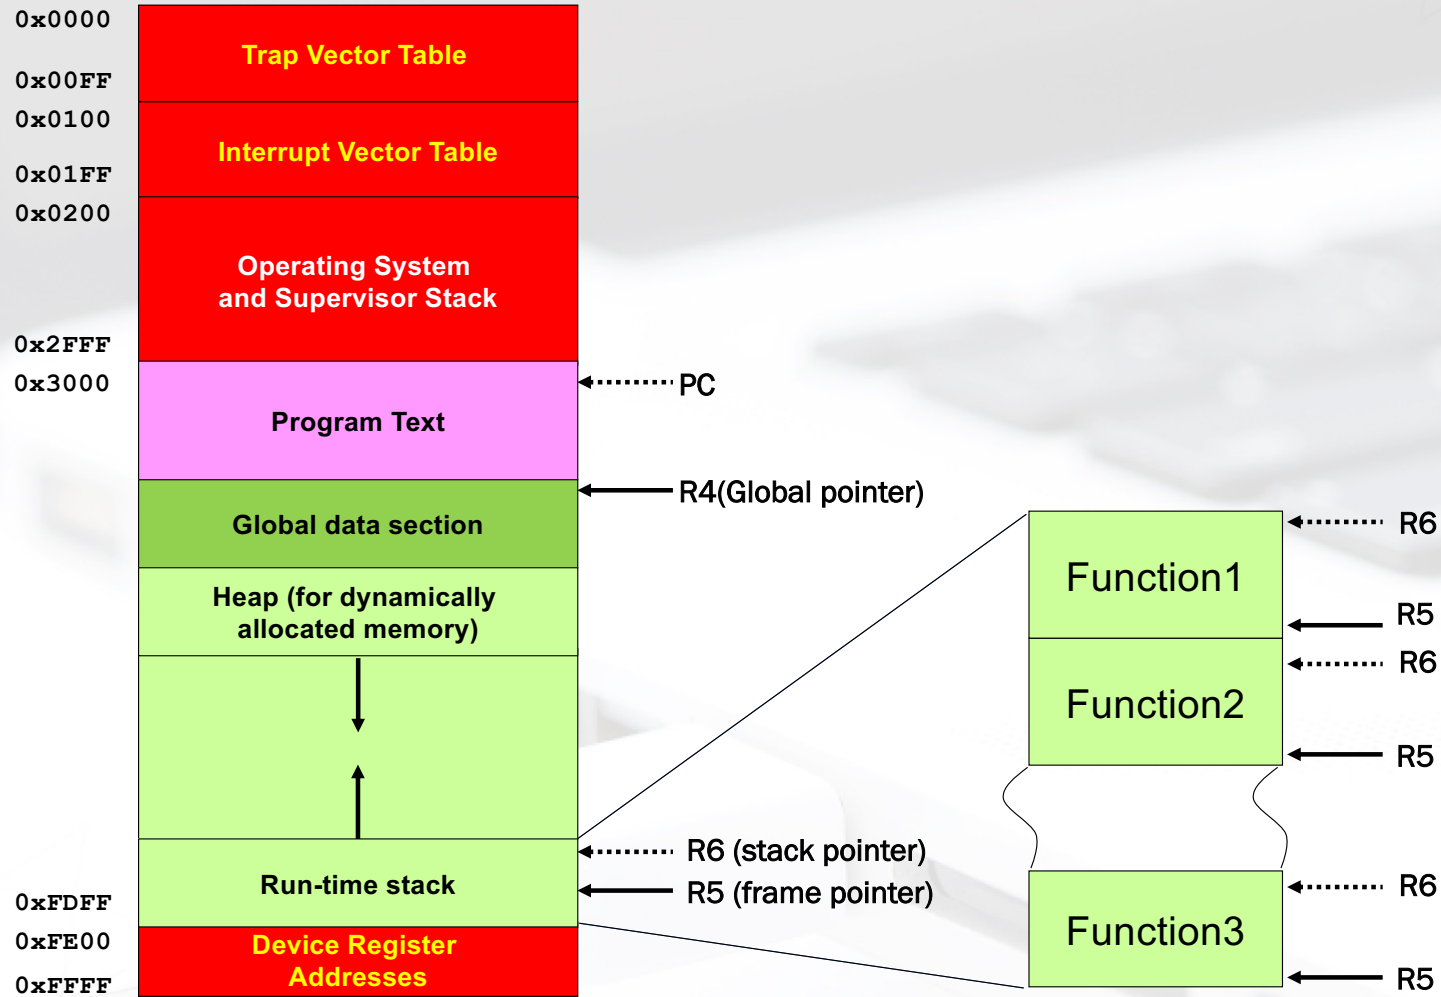 0x0000
Trap Vector Table
0x00FF
0x0100
Interrupt Vector Table
0x01FF
0x0200
Operating System
and Supervisor Stack
0x2FFF
0x3000
PC
Program Text
R4(Global pointer)
Global data section
Heap (for dynamically
allocated memory)
R6 (stack pointer)
Run-time stack
R5 (frame pointer)
0xFDFF
0xFE00
Device Register
Addresses
0xFFFF
R6
Function1
R5
R6
Function2
R5
R6
Function3
R5